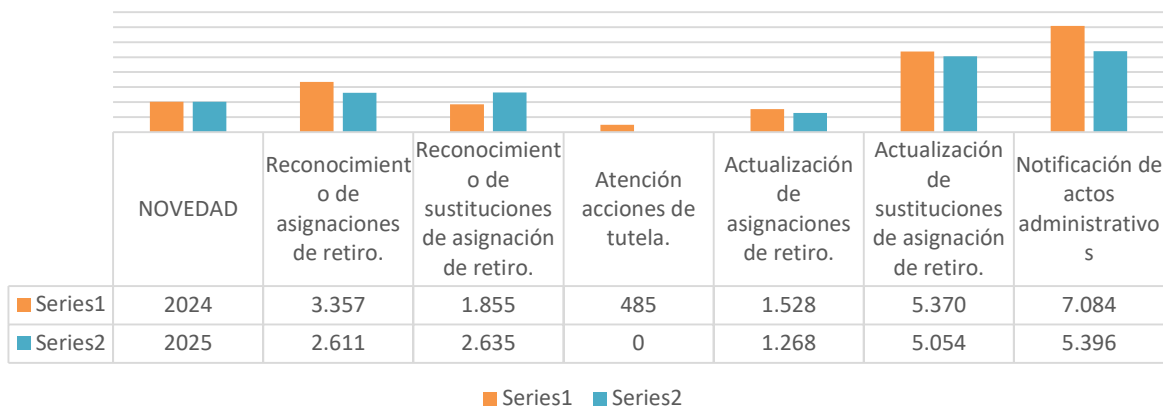 NOVEDAD
Reconocimient
o de
asignaciones
de retiro.
Reconocimient
o de
sustituciones
de asignación
de retiro.
Atención
acciones de
tutela.
Actualización
de
asignaciones
de retiro.
Actualización
de
sustituciones
de asignación
de retiro.
Notificación de
actos
administrativo
s
Series1 2024 3.357 1.855 485 1.528 5.370 7.084
Series2 2025 2.611 2.635 0 1.268 5.054 5.396
Series1 Series2